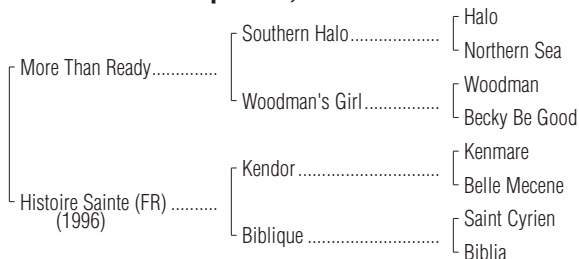 Halo
Southern Halo
Northern Sea
More Than Ready
Woodman
Woodman's Girl
Becky Be Good
Kenmare
Kendor
Belle Mecene
Histoire Sainte (FR)
(1996)
Saint Cyrien
Biblique
Biblia